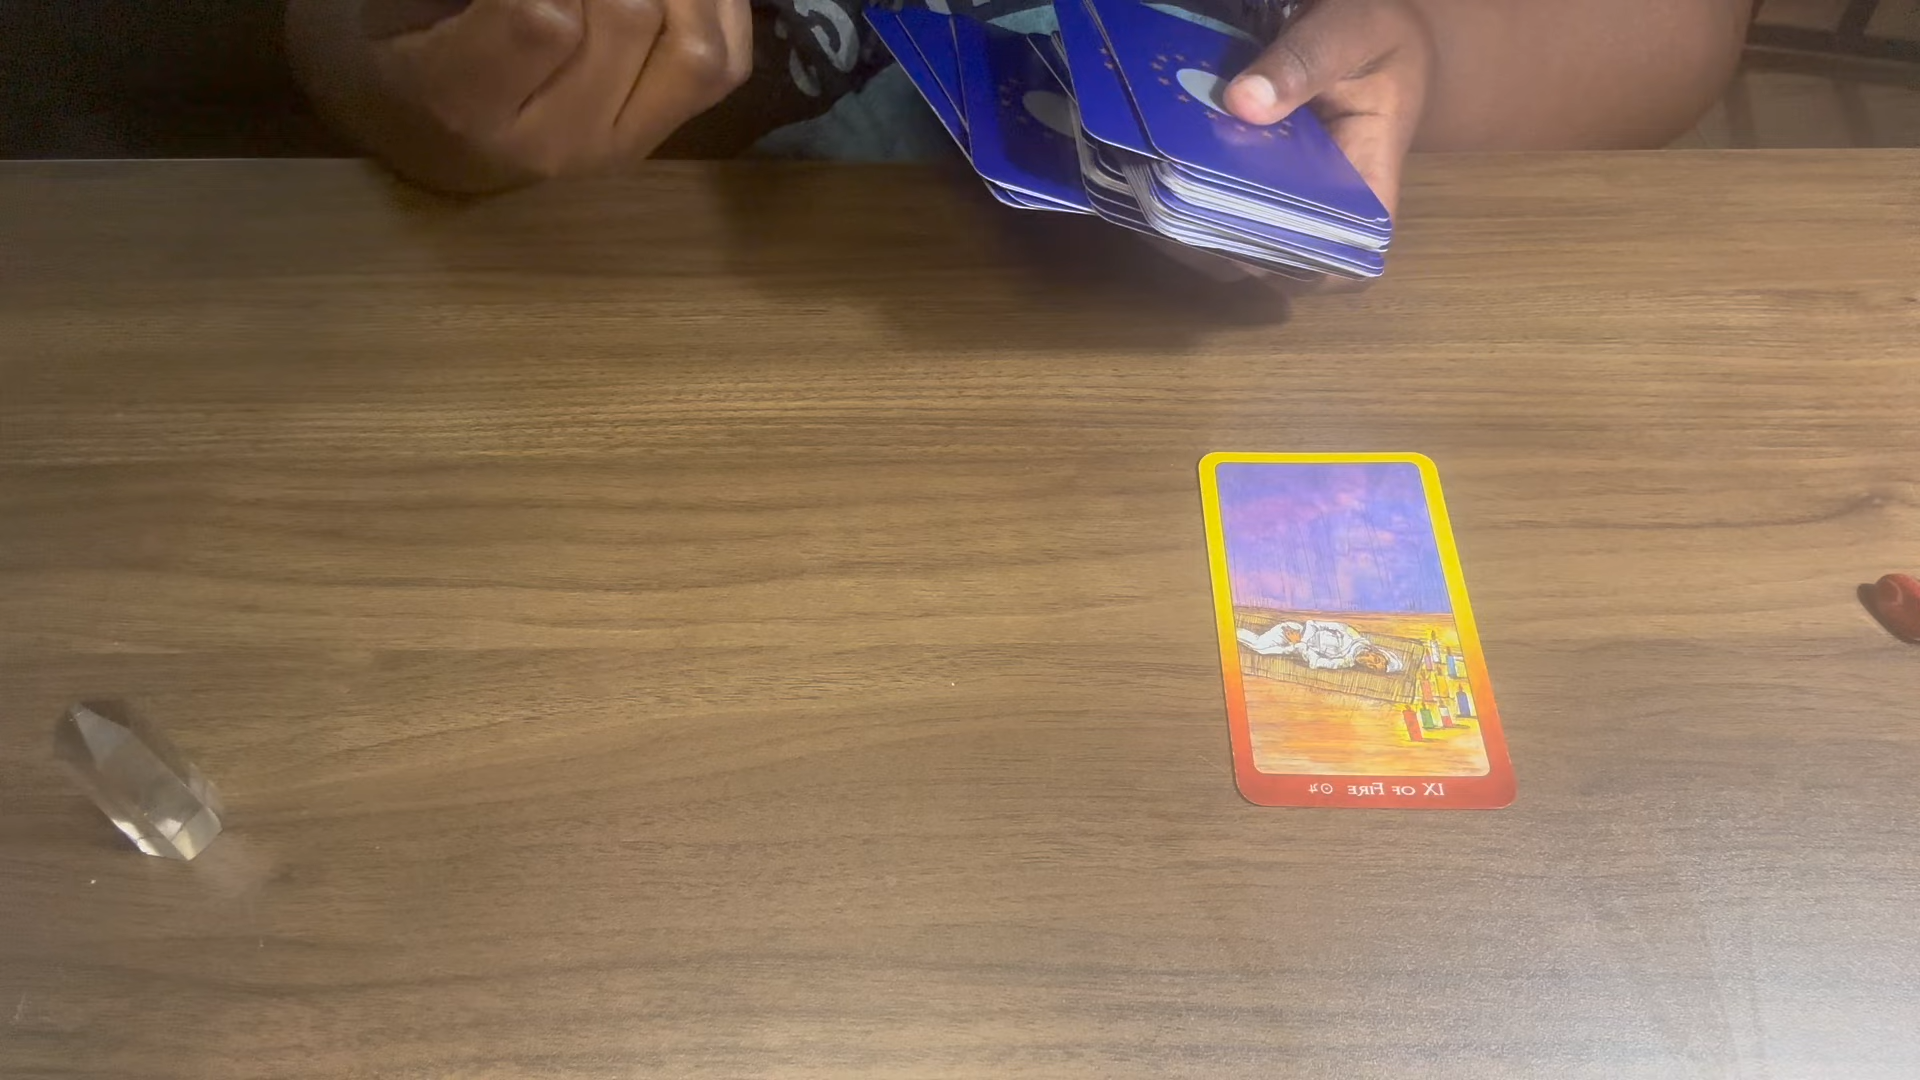 IX OF FIRE ☉♃